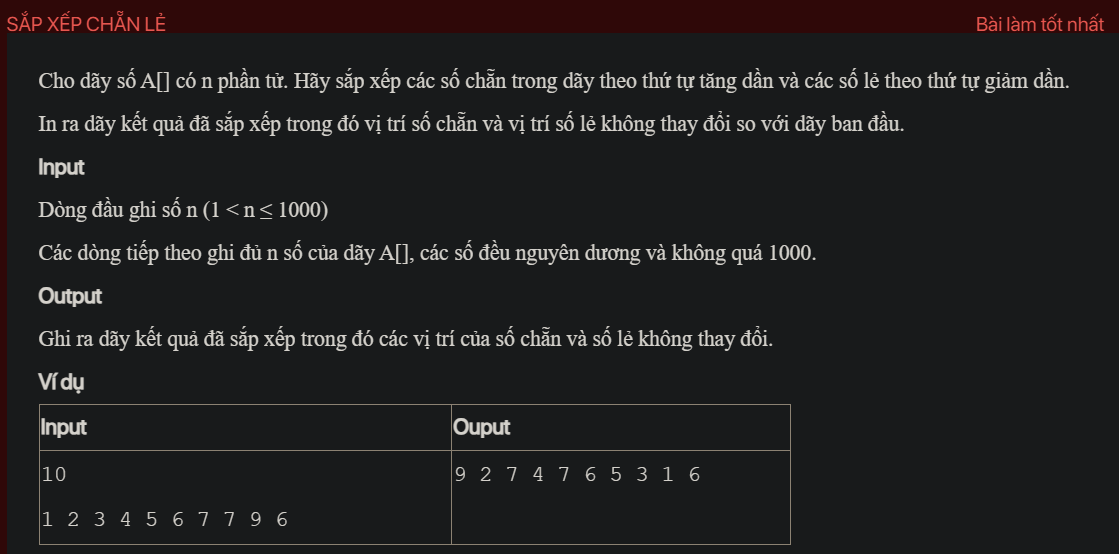 SẮP XẾP CHẴN LẺ
Bài làm tốt nhất
Cho dãy số A[] có n phần tử. Hãy sắp xếp các số chẵn trong dãy theo thứ tự tăng dần và các số lẻ theo thứ tự giảm dần.
In ra dãy kết quả đã sắp xếp trong đó vị trí số chẵn và vị trí số lẻ không thay đổi so với dãy ban đầu.
Input
Dòng đầu ghi số n (1 < n ≤ 1000)
Các dòng tiếp theo ghi đủ n số của dãy A[], các số đều nguyên dương và không quá 1000.
Output
Ghi ra dãy kết quả đã sắp xếp trong đó các vị trí của số chẵn và số lẻ không thay đổi.
Ví dụ
Input
Ouput
10
1 2 3 4 5 6 7 7 9 6
9 2 7 4 7 6 5 3 1 6